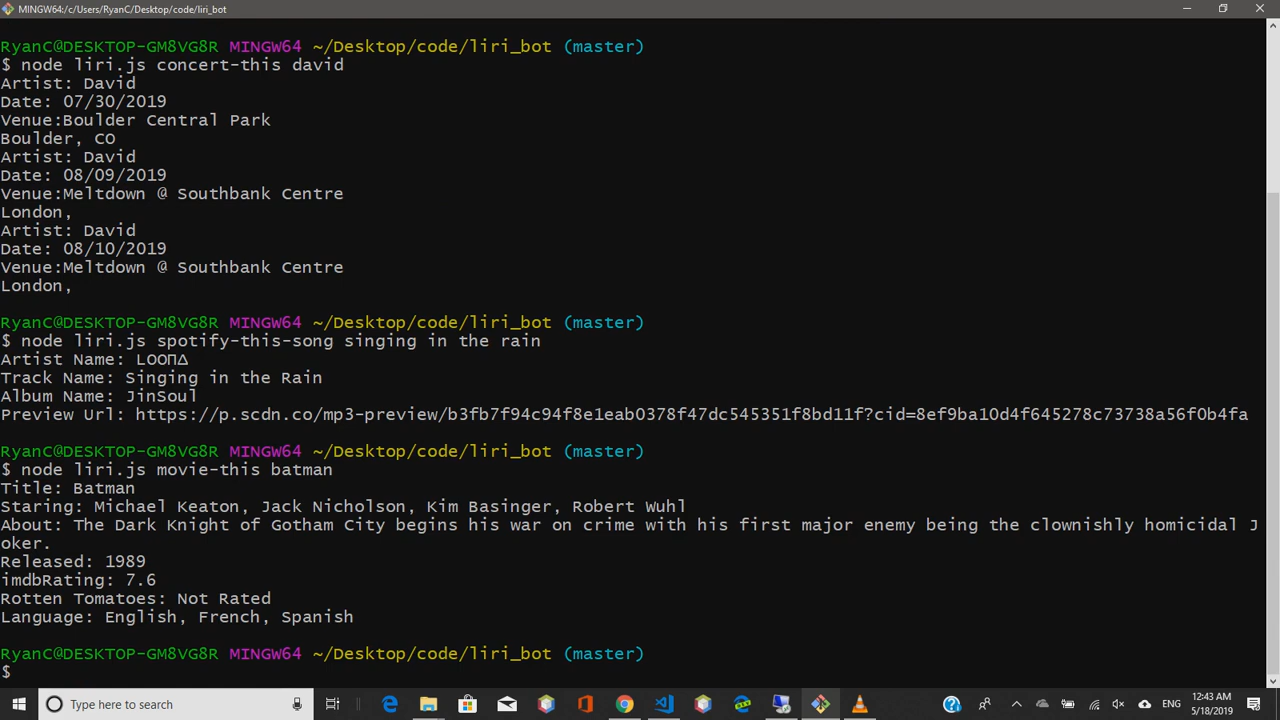 MINGW64:/c/Users/RyanC/Desktop/code/liri_bot
RyanC@DESKTOP-GM8VG8R MINGW64 ~/Desktop/code/liri_bot (master)
$ node liri.js concert-this david
Artist: David
Date: 07/30/2019
Venue:Boulder Central Park
Boulder, CO
Artist: David
Date: 08/09/2019
Venue:Meltdown @ Southbank Centre
London,
Artist: David
Date: 08/10/2019
Venue:Meltdown @ Southbank Centre
London,
RyanC@DESKTOP-GM8VG8R MINGW64 ~/Desktop/code/liri_bot (master)
$ node liri.js spotify-this-song singing in the rain
Artist Name: LOOΠΔ
Track Name: Singing in the Rain
Album Name: JinSoul
Preview Url: https://p.scdn.co/mp3-preview/b3fb7f94c94f8e1eab0378f47dc545351f8bd11f?cid=8ef9ba10d4f645278c73738a56f0b4fa
RyanC@DESKTOP-GM8VG8R MINGW64 ~/Desktop/code/liri_bot (master)
$ node liri.js movie-this batman
Title: Batman
Staring: Michael Keaton, Jack Nicholson, Kim Basinger, Robert Wuhl
About: The Dark Knight of Gotham City begins his war on crime with his first major enemy being the clownishly homicidal J
oker.
Released: 1989
imdbRating: 7.6
Rotten Tomatoes: Not Rated
Language: English, French, Spanish
RyanC@DESKTOP-GM8VG8R MINGW64 ~/Desktop/code/liri_bot (master)
$
Type here to search
ENG
12:43 AM
5/18/2019